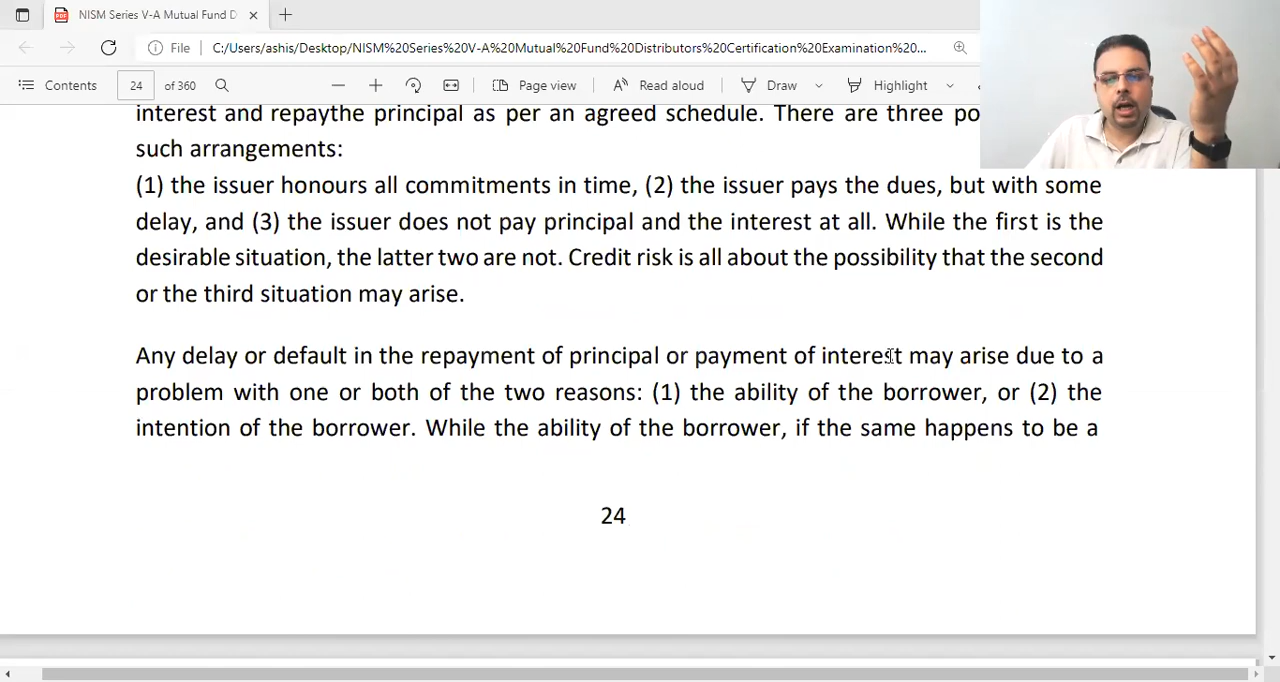 NISM Series V-A Mutual Fund D
File
C:/Users/ashis/Desktop/NISM%20Series%20V-A%20Mutual%20Fund%20Distributors%20Certification%20Examination%20...
Contents
24
of 360
Page view
Read aloud
Draw
Highlight
interest and repaythe principal as per an agreed schedule. There are three
such arrangements:
(1) the issuer honours all commitments in time, (2) the issuer pays the dues, but with some
delay, and (3) the issuer does not pay principal and the interest at all. While the first is the
desirable situation, the latter two are not. Credit risk is all about the possibility that the second
or the third situation may arise.
Any delay or default in the repayment of principal or payment of interest may arise due to a
problem with one or both of the two reasons: (1) the ability of the borrower, or (2) the
intention of the borrower. While the ability of the borrower, if the same happens to be a
24